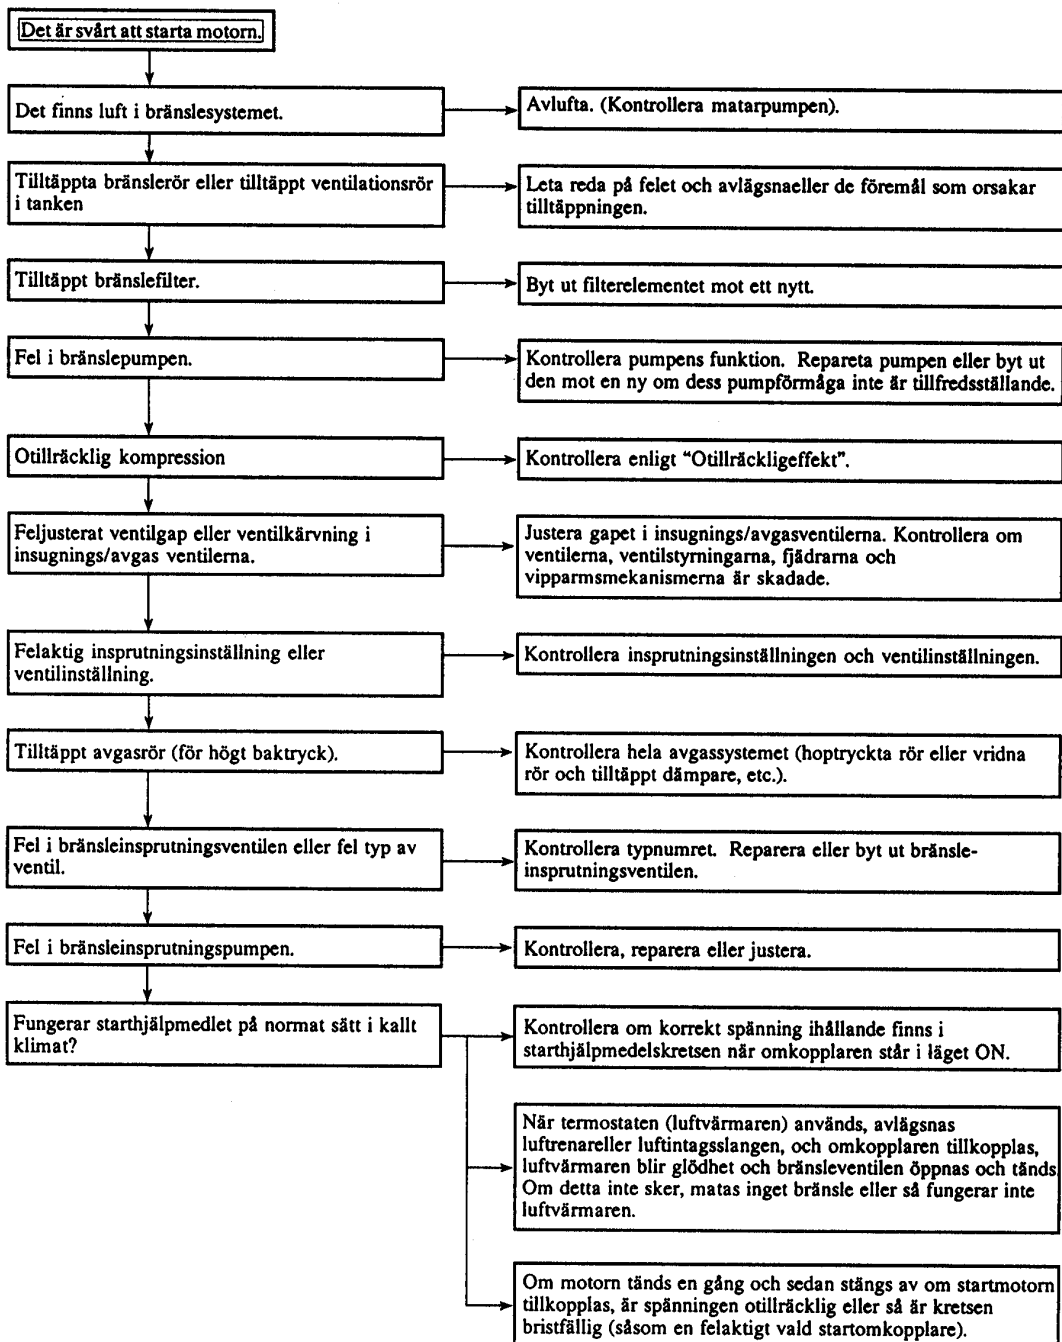 Det är svårt att starta motorn.
Det finns luft i bränslesystemet.
Avlufta. (Kontrollera matarpumpen).
Tilltäppta bränslerör eller tilltäppt ventilationsrör
i tanken
Leta reda på felet och avlägsnaeller de föremål som orsakar
tilltäppningen.
Tilltäppt bränslefilter.
Byt ut filterelementet mot ett nytt.
Fel i bränslepumpen.
Kontrollera pumpens funktion. Repareta pumpen eller byt ut
den mot en ny om dess pumpförmåga inte är tillfredsställande.
Otillräcklig kompression
Kontrollera enligt “Otillräckligeffekt”.
Feljusterat ventilgap eller ventilkärvning i
insugnings/avgas ventilerna.
Justera gapet i insugnings/avgasventilerna. Kontrollera om
ventilerna, ventilstyrningarna, fjädrarna och
vipparmsmekanismerna är skadade.
Felaktig insprutningsinställning eller
ventilinställning.
Kontrollera insprutningsinställningen och ventilinställningen.
Tilltäppt avgasrör (för högt baktryck).
Kontrollera hela avgassystemet (hoptryckta rör eller vridna
rör och tilltäppt dämpare, etc.).
Fel i bränsleinsprutningsventilen eller fel typ av
ventil.
Kontrollera typnumret. Reparera eller byt ut bränsle-
insprutningsventilen.
Fel i bränsleinsprutningspumpen.
Kontrollera, reparera eller justera.
Fungerar starthjälpmedlet på normat sätt i kallt
klimat?
Kontrollera om korrekt spänning ihållande finns i
starthjälpmedelskretsen när omkopplaren står i läget ON.
När termostaten (luftvärmaren) används, avlägsnas
luftrenareller luftintagsslangen, och omkopplaren tillkopplas,
luftvärmaren blir glödhet och bränsleventilen öppnas och tänds.
Om detta inte sker, matas inget bränsle eller så fungerar inte
luftvärmaren.
Om motorn tänds en gång och sedan stängs av om startmotorn
tillkopplas, är spänningen otillräcklig eller så är kretsen
bristfällig (såsom en felaktigt vald startomkopplare).